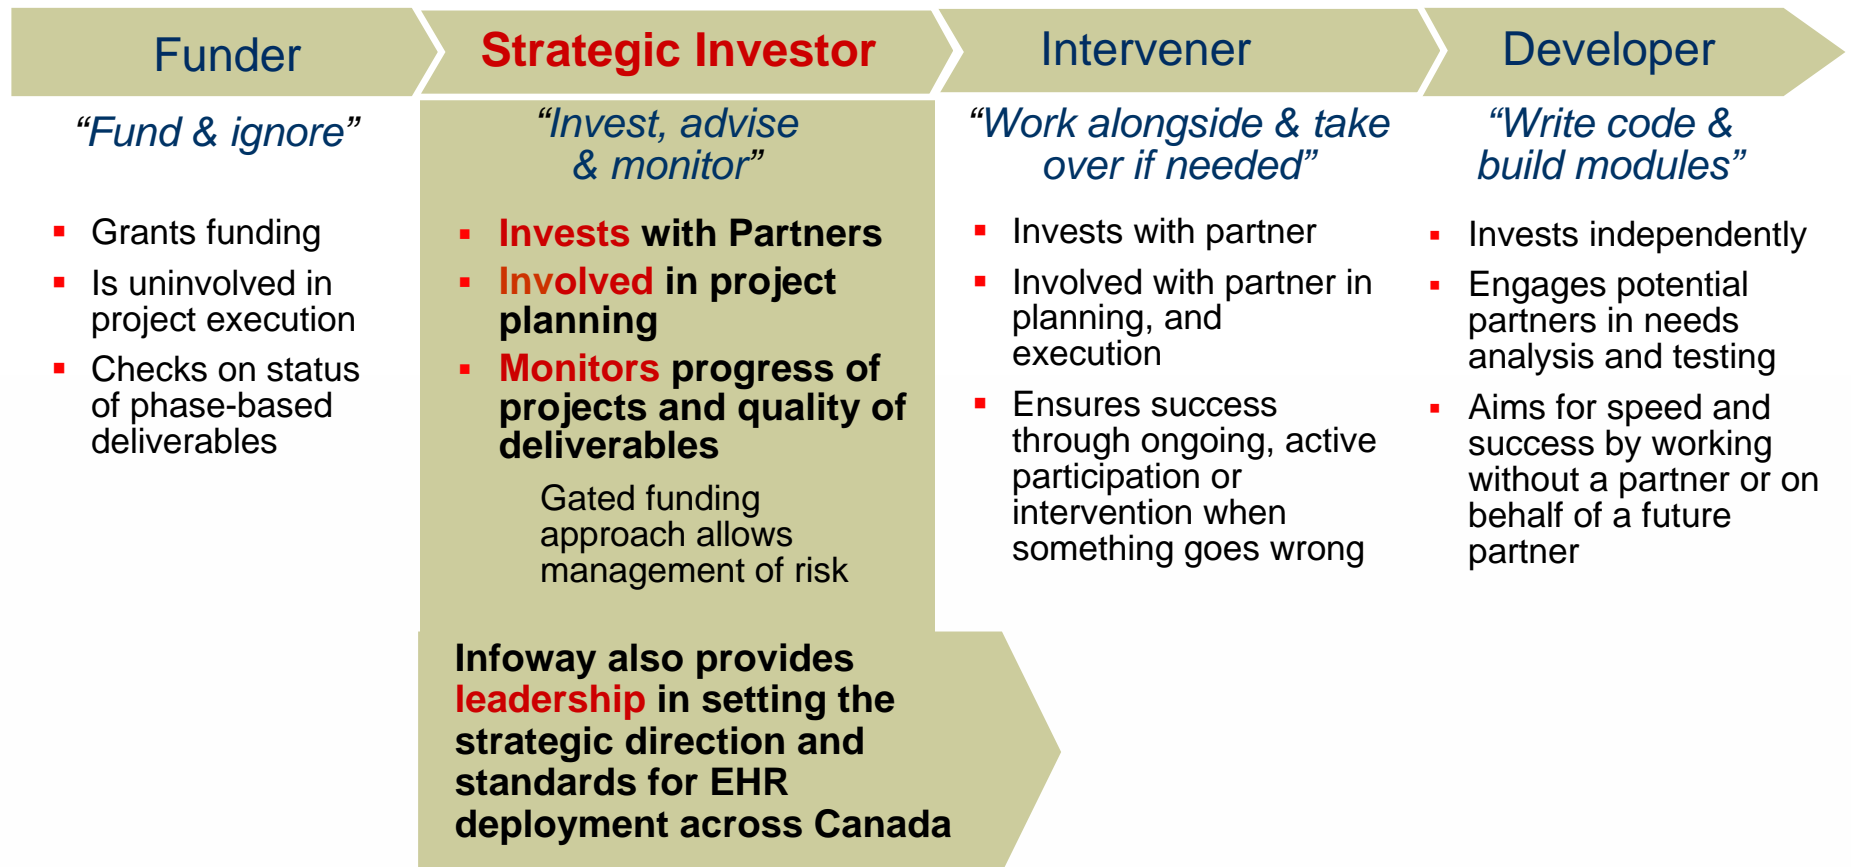 Funder
“Fund & ignore”
▪ Grants funding
▪ Is uninvolved in
project execution
▪ Checks on status
of phase-based
deliverables
Strategic Investor
“Invest, advise
& monitor”
▪ Invests with Partners
▪ Involved in project
planning
▪ Monitors progress of
projects and quality of
deliverables
Gated funding
approach allows
management of risk
Infoway also provides
leadership in setting the
strategic direction and
standards for EHR
deployment across Canada
Intervener
“Work alongside & take
over if needed”
▪ Invests with partner
▪ Involved with partner in
planning, and
execution
▪ Ensures success
through ongoing, active
participation or
intervention when
something goes wrong
Developer
“Write code &
build modules”
▪ Invests independently
▪ Engages potential
partners in needs
analysis and testing
▪ Aims for speed and
success by working
without a partner or on
behalf of a future
partner